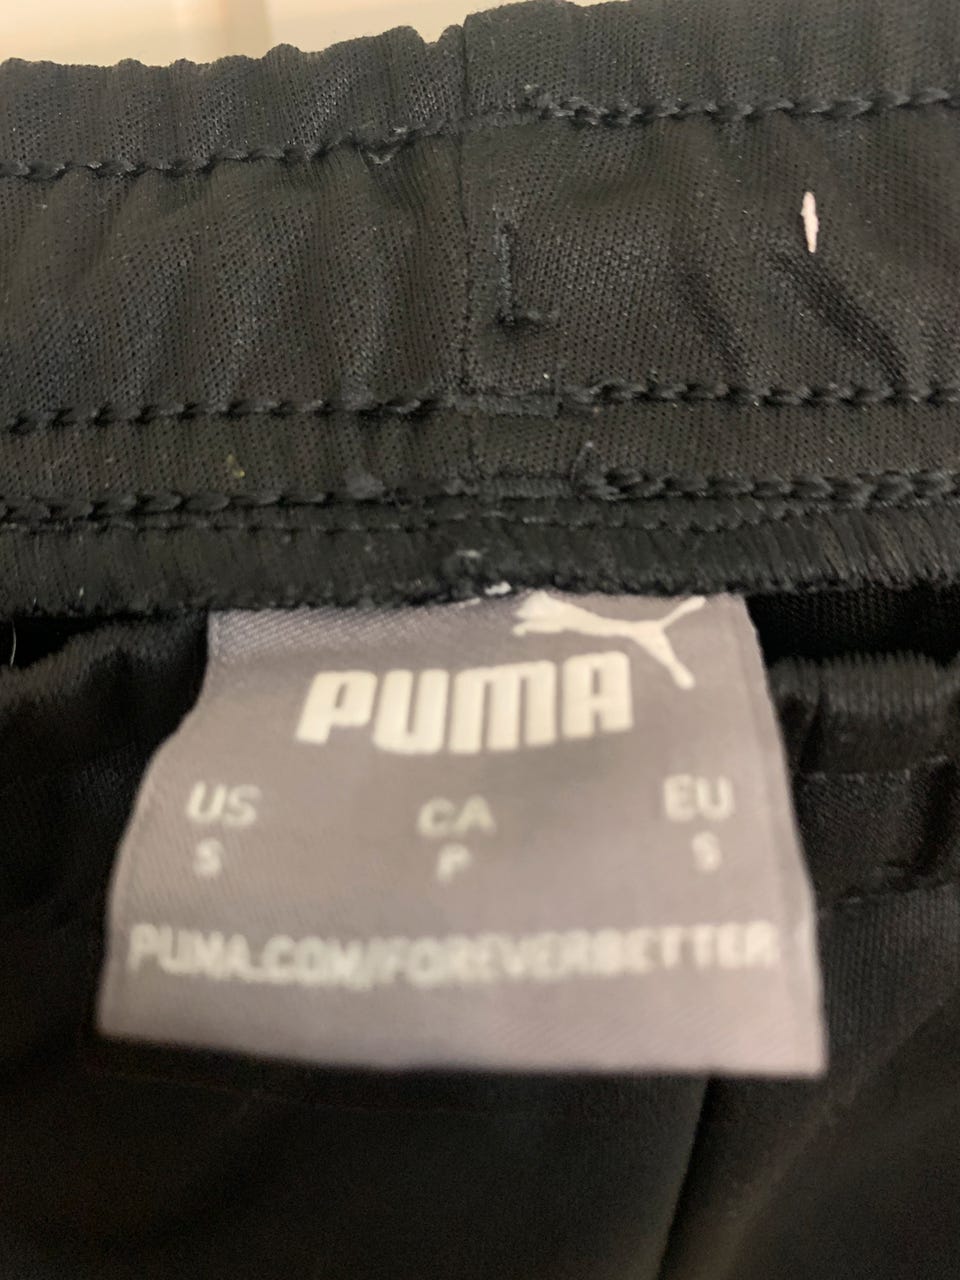 PUMA
US CA EU
S P S
PUMA.COM/FOREVERBETTER